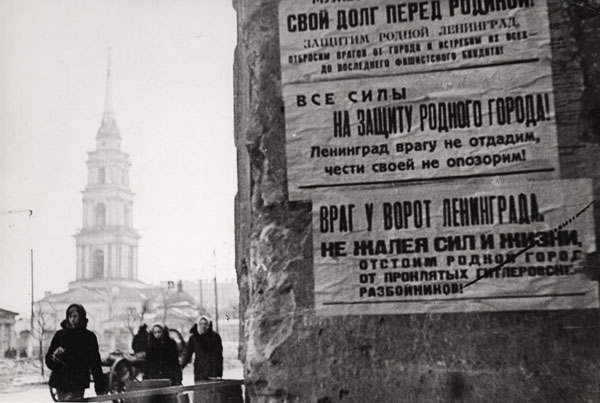 СВОЙ ДОЛГ ПЕРЕД РОДИНОЙ!
ЗАЩИТИМ РОДНОЙ ЛЕНИНГРАД,
ОТБРОСИМ ВРАГОВ ОТ ГОРОДА И ИСТРЕБИМ ИХ ВСЕХ—
ДО ПОСЛЕДНЕГО ФАШИСТСКОГО БАНДИТА!
ВСЕ СИЛЫ
НА ЗАЩИТУ РОДНОГО ГОРОДА!
Ленинград врагу не отдадим,
чести своей не опозорим!
ВРАГ У ВОРОТ ЛЕНИНГРАДА.
НЕ ЖАЛЕЯ СИЛ И ЖИЗНИ,
ОТСТОИМ РОДНОЙ ГОРОД
ОТ ПРОКЛЯТЫХ ГИТЛЕРОВСК
РАЗБОЙНИКОВ!